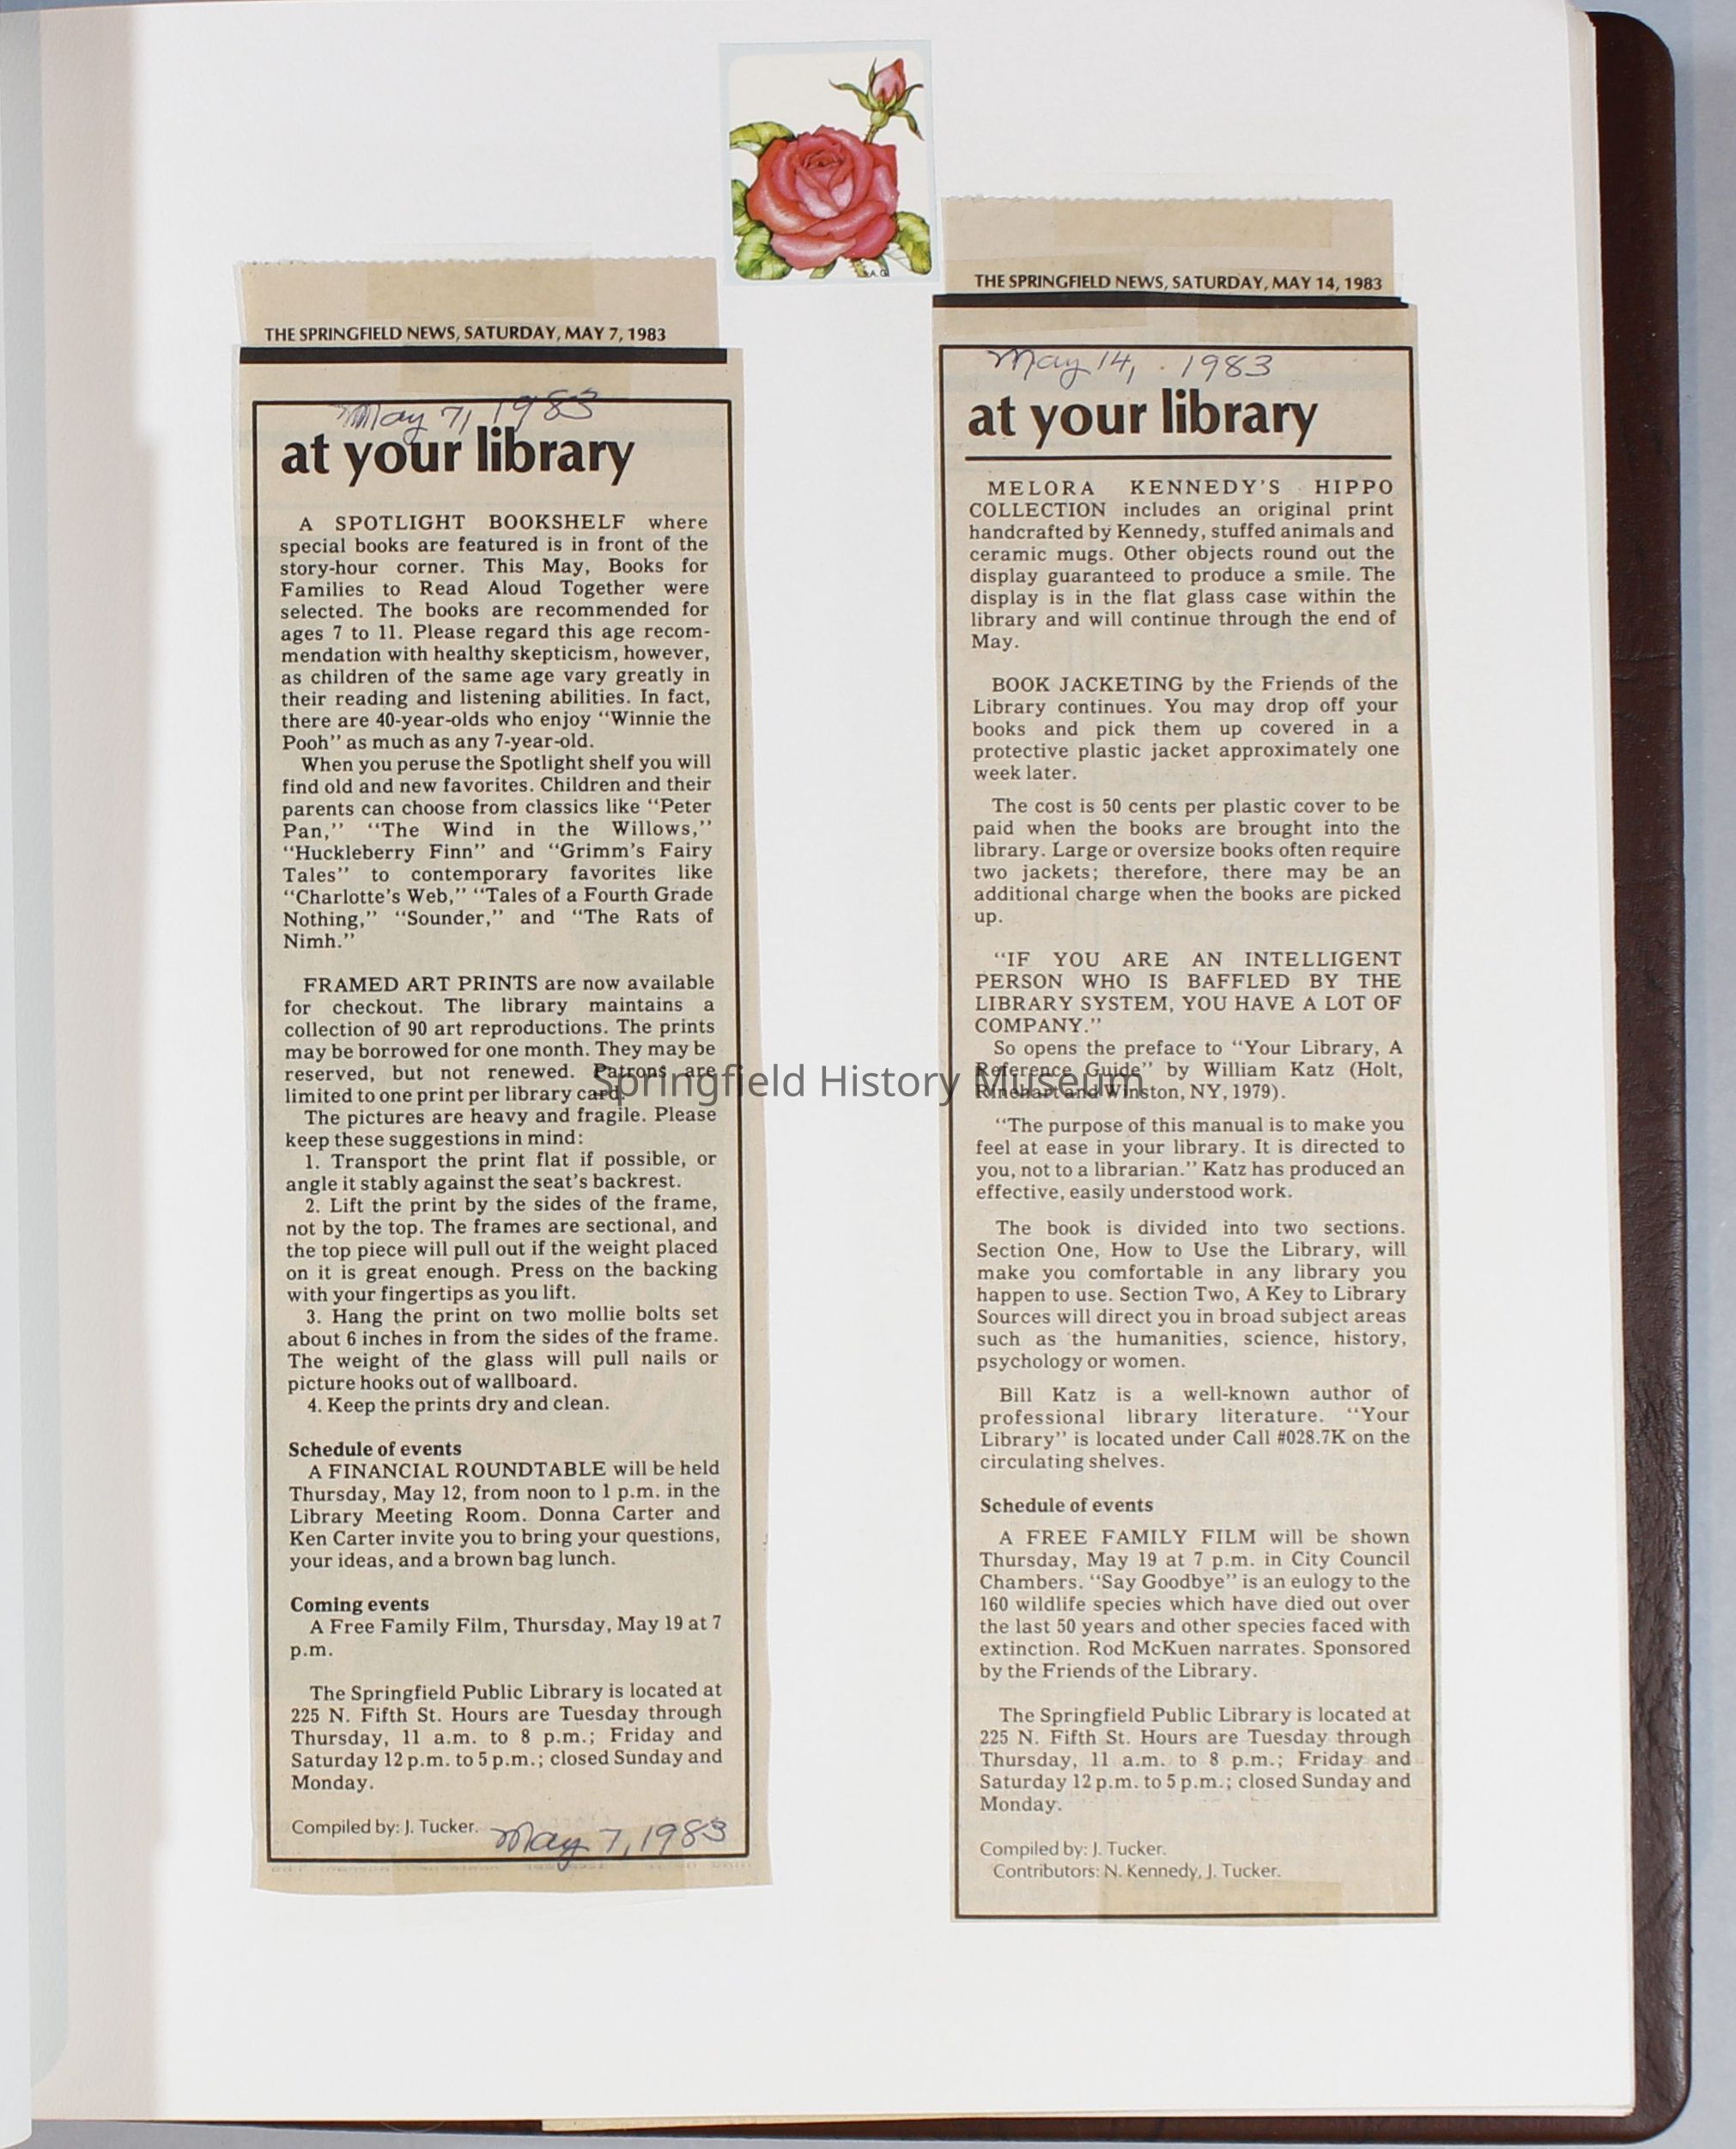 THE SPRINGFIELD NEWS, SATURDAY, MAY 7, 1983
May 7, 1983
at your library
A SPOTLIGHT BOOKSHELF where
special books are featured is in front of the
story-hour corner. This May, Books for
Families to Read Aloud Together were
selected. The books are recommended for
ages 7 to 11. Please regard this age recom-
mendation with healthy skepticism, however,
as children of the same age vary greatly in
their reading and listening abilities. In fact,
there are 40-year-olds who enjoy “Winnie the
Pooh” as much as any 7-year-old.
When you peruse the Spotlight shelf you will
find old and new favorites. Children and their
parents can choose from classics like “Peter
Pan,” “The Wind in the Willows,”
“Huckleberry Finn” and “Grimm's Fairy
Tales” to contemporary favorites like
“Charlotte's Web,” “Tales of a Fourth Grade
Nothing,” “Sounder,” and “The Rats of
Nimh.”
FRAMED ART PRINTS are now available
for checkout. The library maintains a
collection of 90 art reproductions. The prints
may be borrowed for one month. They may be
reserved, but not renewed. Patrons are
limited to one print per library card.
The pictures are heavy and fragile. Please
keep these suggestions in mind:
1. Transport the print flat if possible, or
angle it stably against the seat's backrest.
2. Lift the print by the sides of the frame,
not by the top. The frames are sectional, and
the top piece will pull out if the weight placed
on it is great enough. Press on the backing
with your fingertips as you lift.
3. Hang the print on two mollie bolts set
about 6 inches in from the sides of the frame.
The weight of the glass will pull nails or
picture hooks out of wallboard.
4. Keep the prints dry and clean.
Schedule of events
A FINANCIAL ROUNDTABLE will be held
Thursday, May 12, from noon to 1 p.m. in the
Library Meeting Room. Donna Carter and
Ken Carter invite you to bring your questions,
your ideas, and a brown bag lunch.
Coming events
A Free Family Film, Thursday, May 19 at 7
p.m.
The Springfield Public Library is located at
225 N. Fifth St. Hours are Tuesday through
Thursday, 11 a.m. to 8 p.m.; Friday and
Saturday 12 p.m. to 5 p.m.; closed Sunday and
Monday.
Compiled by: J. Tucker.
May 7, 1983
A.G.
THE SPRINGFIELD NEWS, SATURDAY, MAY 14, 1983
May 14, 1983
at your library
MELORA KENNEDY'S HIPPO
COLLECTION includes an original print
handcrafted by Kennedy, stuffed animals and
ceramic mugs. Other objects round out the
display guaranteed to produce a smile. The
display is in the flat glass case within the
library and will continue through the end of
May.
BOOK JACKETING by the Friends of the
Library continues. You may drop off your
books and pick them up covered in a
protective plastic jacket approximately one
week later.
The cost is 50 cents per plastic cover to be
paid when the books are brought into the
library. Large or oversize books often require
two jackets; therefore, there may be an
additional charge when the books are picked
up.
“IF YOU ARE AN INTELLIGENT
PERSON WHO IS BAFFLED BY THE
LIBRARY SYSTEM, YOU HAVE A LOT OF
COMPANY.”
So opens the preface to “Your Library, A
Reference Guide” by William Katz (Holt,
Rinehart and Winston, NY, 1979).
“The purpose of this manual is to make you
feel at ease in your library. It is directed to
you, not to a librarian.” Katz has produced an
effective, easily understood work.
The book is divided into two sections.
Section One, How to Use the Library, will
make you comfortable in any library you
happen to use. Section Two, A Key to Library
Sources will direct you in broad subject areas
such as the humanities, science, history,
psychology or women.
Bill Katz is a well-known author of
professional library literature. “Your
Library” is located under Call #028.7K on the
circulating shelves.
Schedule of events
A FREE FAMILY FILM will be shown
Thursday, May 19 at 7 p.m. in City Council
Chambers. “Say Goodbye” is an eulogy to the
160 wildlife species which have died out over
the last 50 years and other species faced with
extinction. Rod McKuen narrates. Sponsored
by the Friends of the Library.
The Springfield Public Library is located at
225 N. Fifth St. Hours are Tuesday through
Thursday, 11 a.m. to 8 p.m.; Friday and
Saturday 12 p.m. to 5 p.m.; closed Sunday and
Monday.
Compiled by: J. Tucker.
Contributors: N. Kennedy, J. Tucker.
Springfield History Museum